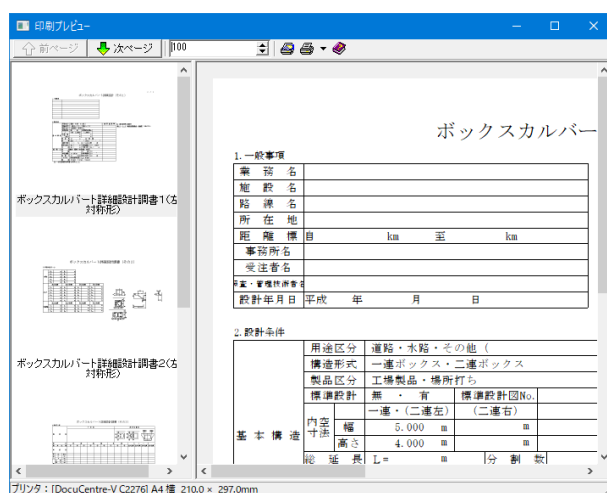 印刷プレビュー
前ページ 次ページ 100
ボックスカルバート詳細設計調書1(左
対称形)
ボックスカルバート詳細設計調書2(左
対称形)
ボックスカルバー
1.一般事項
業務名
施設名
路線名
所在地
距離標 自 km 至 km
事務所名
受注者名
設計年月日 平成 年 月 日
2.設計条件
用途区分 道路・水路・その他（
構造形式 一連ボックス・二連ボックス
製品区分 工場製品・場所打ち
標準設計 無・有 標準設計図No.
一連・(二連左) (二連右)
基本構造 内空寸法 幅 5.000 m m
高さ 4.000 m m
総延長 L= m 分割数
プリンタ：[DocuCentre-V C2276] A4 横 210.0 × 297.0mm